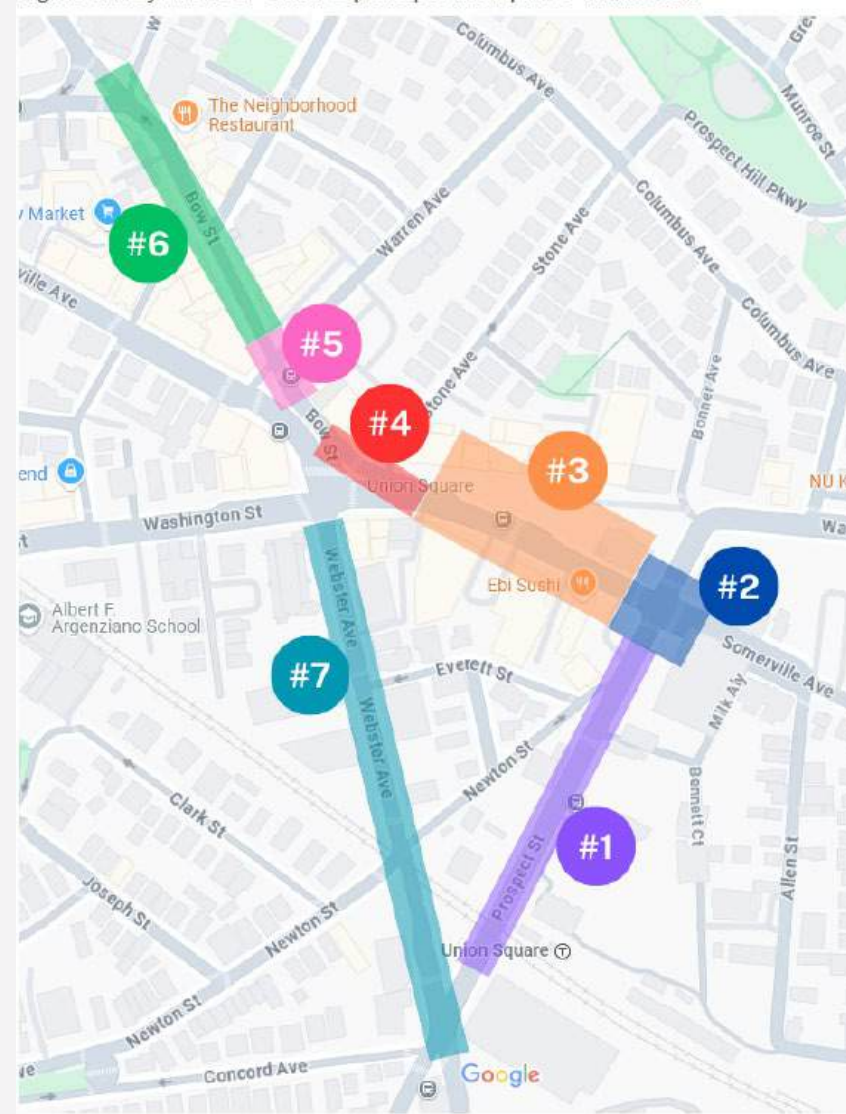 Columbus Ave
Munroe St
The Neighborhood
Restaurant
Prospect Hill Pkwy
Market
Bow St
Warren Ave
Stone Ave
Columbus Ave
#6
ville Ave
#5
Columbus Ave
Stone Ave
Bonner Ave
#4
Bow St
#3
Union Square
end
NU K
Washington St
Wa
Webster Ave
Ebi Sushi
#2
Albert F.
Argenziano School
Somerville Ave
#7
Everett St
Milk Aly
Webster Ave
Newton St
Bennett Ct
Clark St
#1
Prospect St
Allen St
Joseph St
Newton St
Union Square T
Newton St
Concord Ave
Google